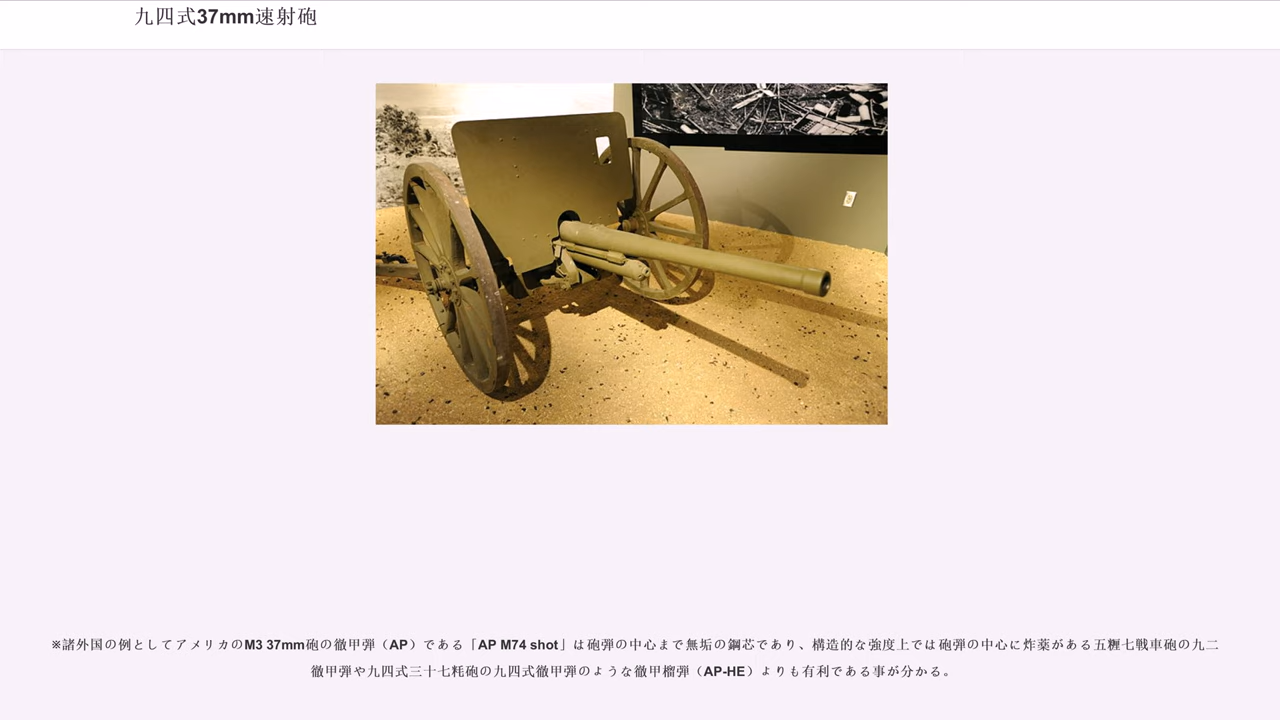 九四式37mm速射砲
※諸外国の例としてアメリカのM3 37mm砲の徹甲弾（AP）である「AP M74 shot」は砲弾の中心まで無垢の鋼芯であり、構造的な強度上では砲弾の中心に炸薬がある五糎七戦車砲の九二
徹甲弾や九四式三十七粍砲の九四式徹甲弾のような徹甲榴弾（AP-HE）よりも有利である事が分かる。